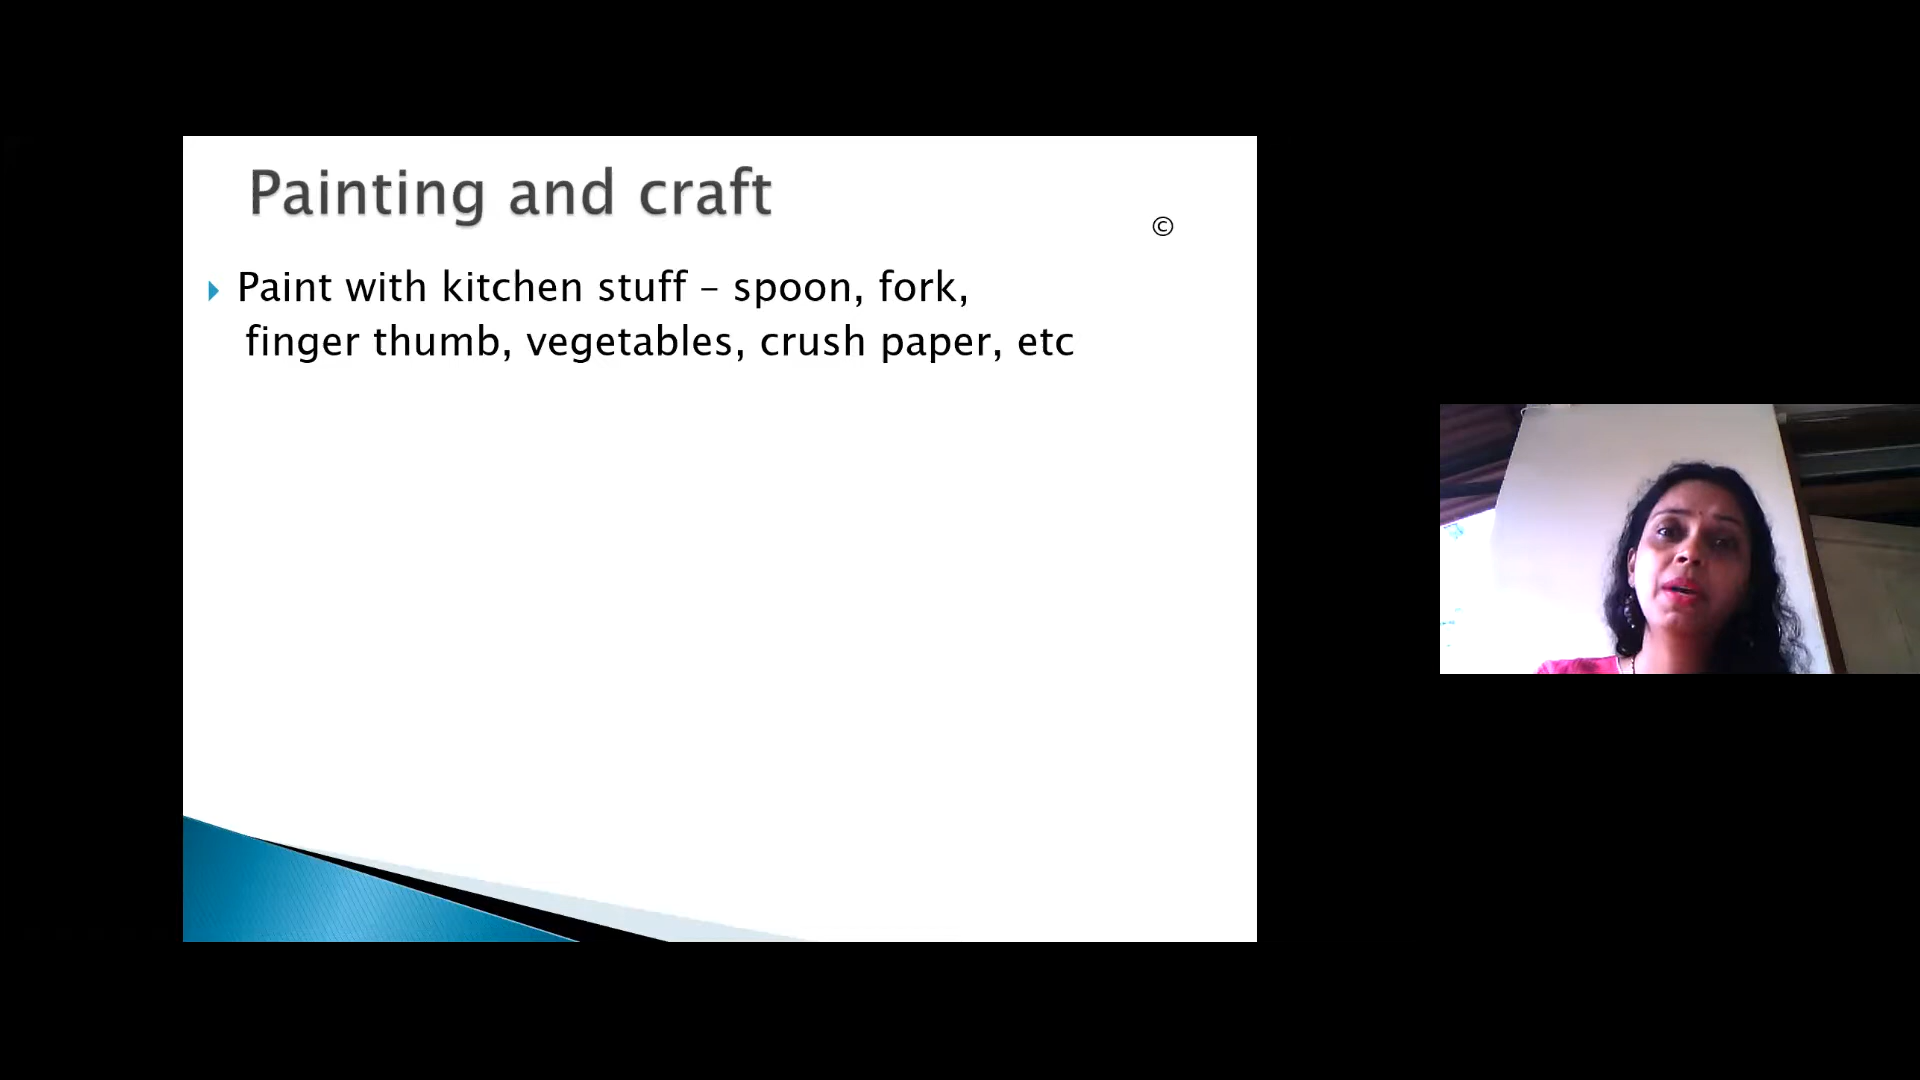 Painting and craft
©
Paint with kitchen stuff – spoon, fork,
finger thumb, vegetables, crush paper, etc